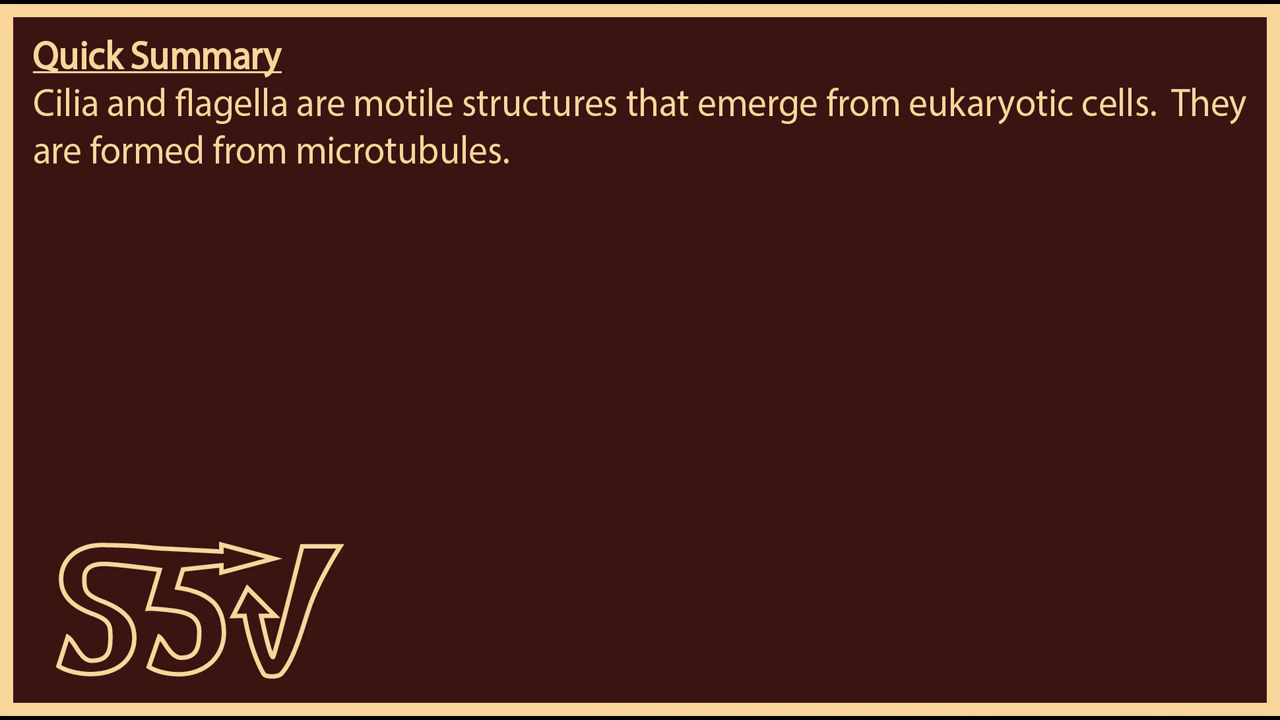 Quick Summary
Cilia and flagella are motile structures that emerge from eukaryotic cells.  They
are formed from microtubules.
S5V